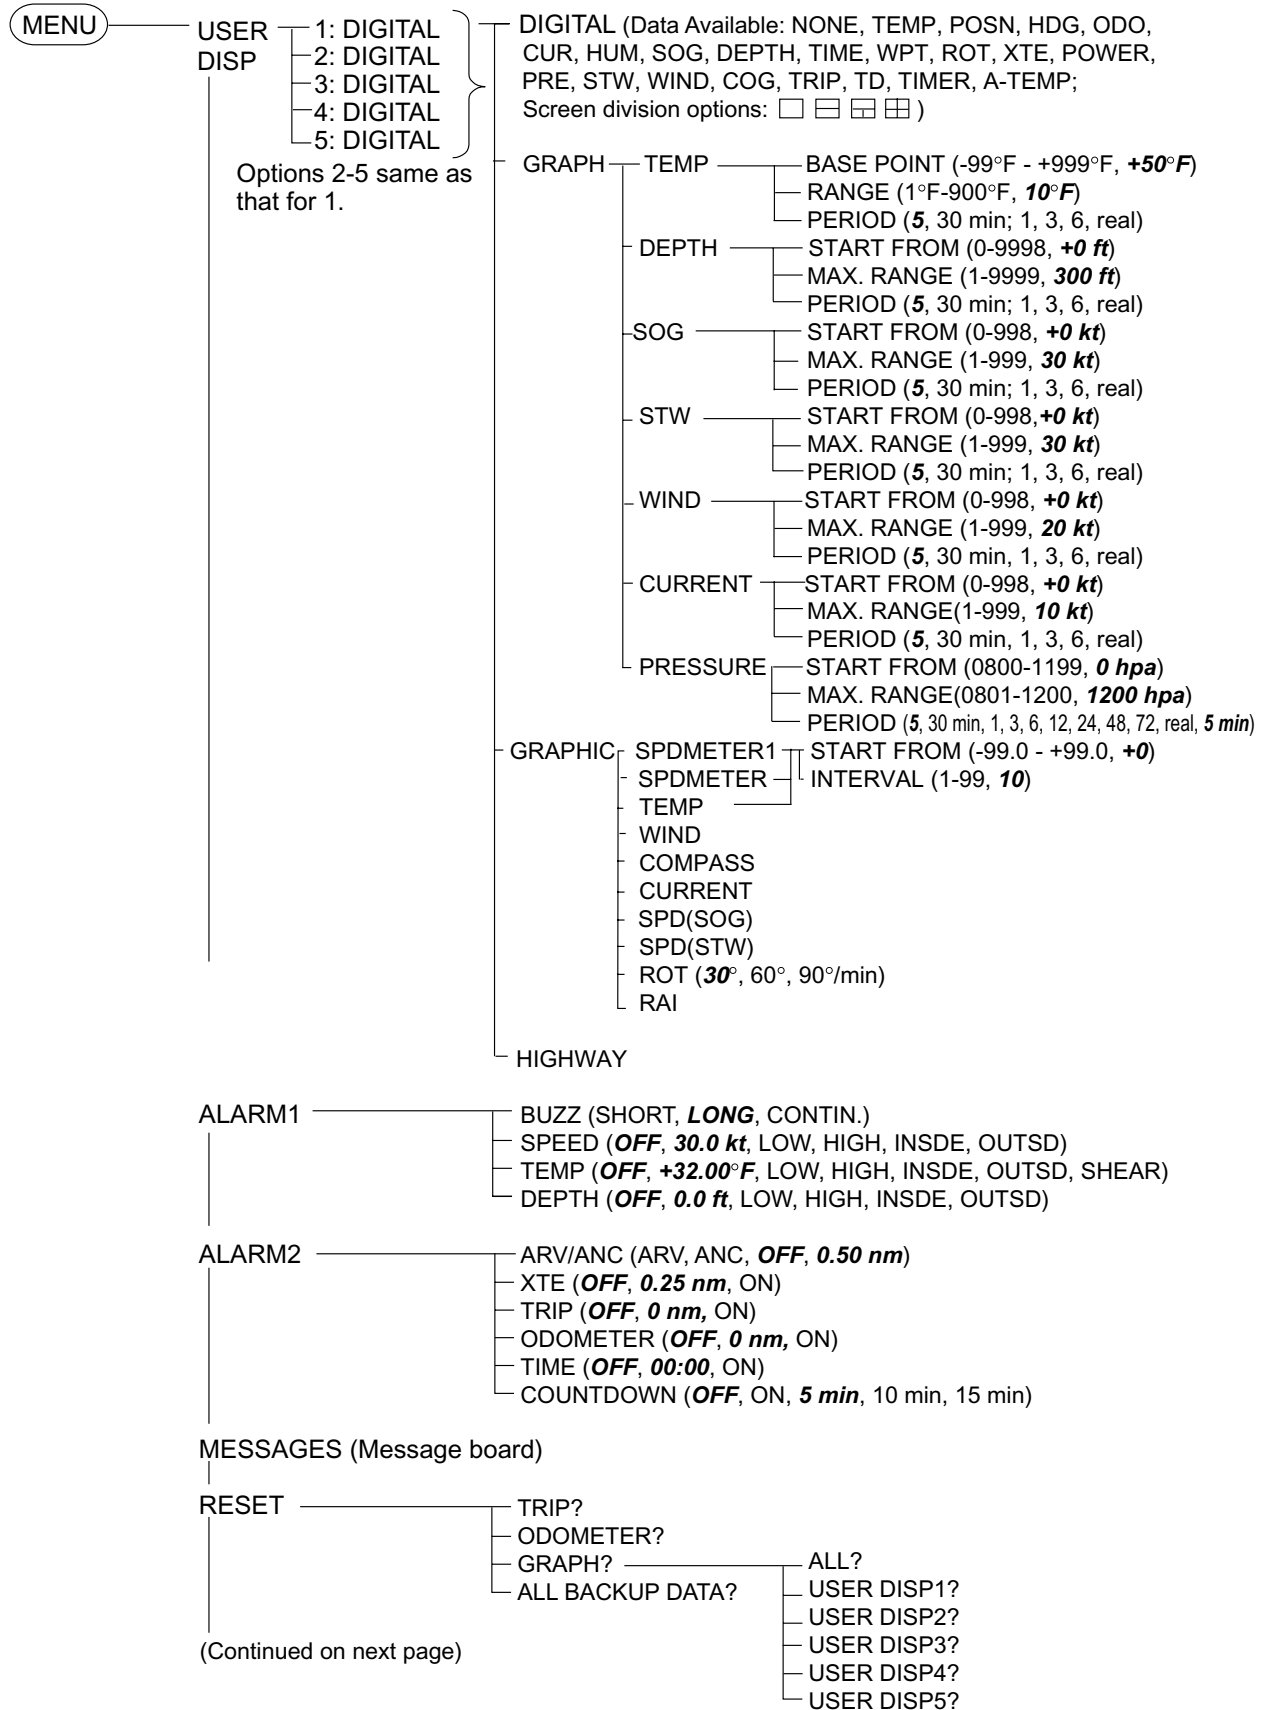 MENU
USER
DISP
1: DIGITAL
2: DIGITAL
3: DIGITAL
4: DIGITAL
5: DIGITAL
Options 2-5 same as
that for 1.
DIGITAL (Data Available: NONE, TEMP, POSN, HDG, ODO,
CUR, HUM, SOG, DEPTH, TIME, WPT, ROT, XTE, POWER,
PRE, STW, WIND, COG, TRIP, TD, TIMER, A-TEMP;
Screen division options: )
GRAPH
TEMP
BASE POINT (-99°F - +999°F, +50°F)
RANGE (1°F-900°F, 10°F)
PERIOD (5, 30 min; 1, 3, 6, real)
DEPTH
START FROM (0-9998, +0 ft)
MAX. RANGE (1-9999, 300 ft)
PERIOD (5, 30 min; 1, 3, 6, real)
SOG
START FROM (0-998, +0 kt)
MAX. RANGE (1-999, 30 kt)
PERIOD (5, 30 min; 1, 3, 6, real)
STW
START FROM (0-998,+0 kt)
MAX. RANGE (1-999, 30 kt)
PERIOD (5, 30 min; 1, 3, 6, real)
WIND
START FROM (0-998, +0 kt)
MAX. RANGE (1-999, 20 kt)
PERIOD (5, 30 min, 1, 3, 6, real)
CURRENT
START FROM (0-998, +0 kt)
MAX. RANGE(1-999, 10 kt)
PERIOD (5, 30 min, 1, 3, 6, real)
PRESSURE
START FROM (0800-1199, 0 hpa)
MAX. RANGE(0801-1200, 1200 hpa)
PERIOD (5, 30 min, 1, 3, 6, 12, 24, 48, 72, real, 5 min)
GRAPHIC
SPDMETER1
START FROM (-99.0 - +99.0, +0)
SPDMETER
INTERVAL (1-99, 10)
TEMP
WIND
COMPASS
CURRENT
SPD(SOG)
SPD(STW)
ROT (30°, 60°, 90°/min)
RAI
HIGHWAY
ALARM1
BUZZ (SHORT, LONG, CONTIN.)
SPEED (OFF, 30.0 kt, LOW, HIGH, INSDE, OUTSD)
TEMP (OFF, +32.00°F, LOW, HIGH, INSDE, OUTSD, SHEAR)
DEPTH (OFF, 0.0 ft, LOW, HIGH, INSDE, OUTSD)
ALARM2
ARV/ANC (ARV, ANC, OFF, 0.50 nm)
XTE (OFF, 0.25 nm, ON)
TRIP (OFF, 0 nm, ON)
ODOMETER (OFF, 0 nm, ON)
TIME (OFF, 00:00, ON)
COUNTDOWN (OFF, ON, 5 min, 10 min, 15 min)
MESSAGES (Message board)
RESET
TRIP?
ODOMETER?
GRAPH?
ALL BACKUP DATA?
ALL?
USER DISP1?
USER DISP2?
USER DISP3?
USER DISP4?
USER DISP5?
(Continued on next page)